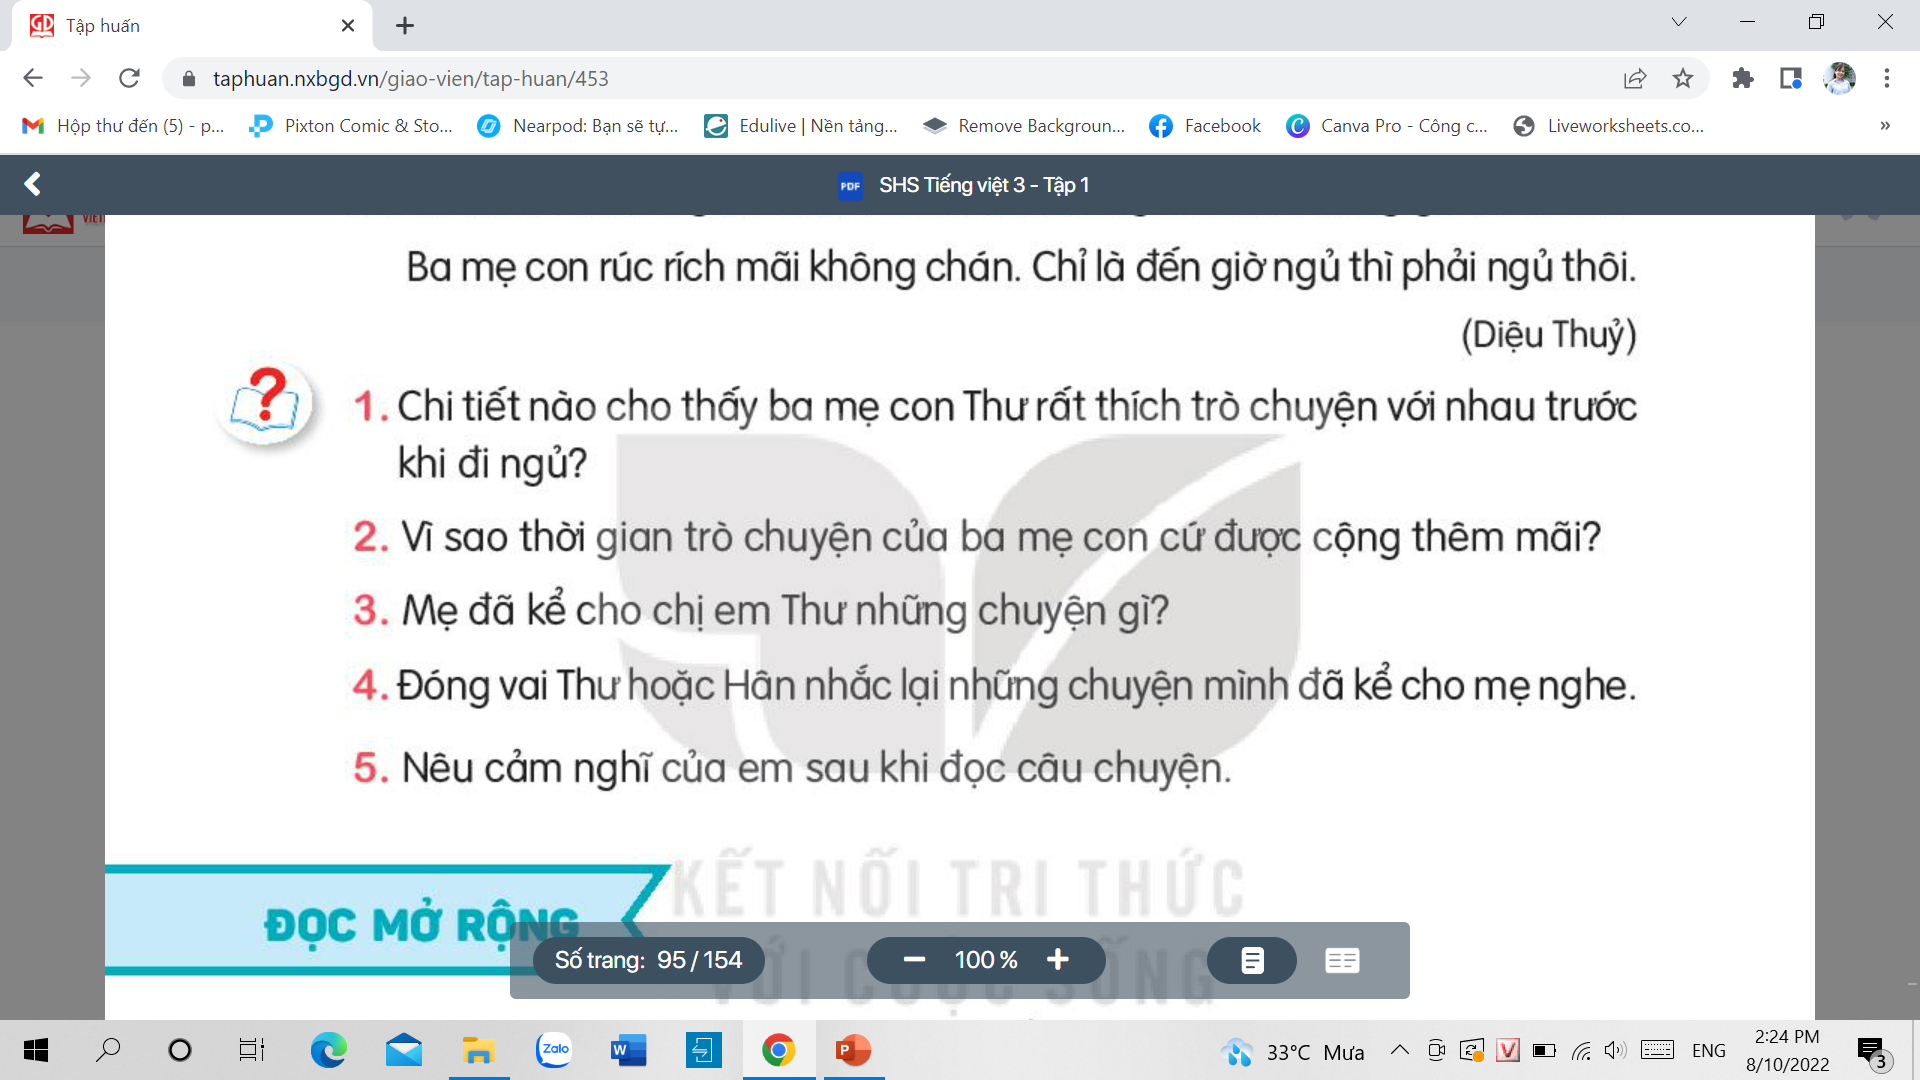 Tập huấn
taphuan.nxbgd.vn/giao-vien/tap-huan/453
Hộp thư đến (5) - p...
Pixton Comic & Sto...
Nearpod: Bạn sẽ tự...
Edulive | Nền tảng...
Remove Backgroun...
Facebook
Canva Pro - Công c...
Liveworksheets.co...
»
PDF SHS Tiếng việt 3 - Tập 1
Ba mẹ con rúc rích mãi không chán. Chỉ là đến giờ ngủ thì phải ngủ thôi.
(Diệu Thuỷ)
1. Chi tiết nào cho thấy ba mẹ con Thư rất thích trò chuyện với nhau trước
khi đi ngủ?
2. Vì sao thời gian trò chuyện của ba mẹ con cứ được cộng thêm mãi?
3. Mẹ đã kể cho chị em Thư những chuyện gì?
4. Đóng vai Thư hoặc Hân nhắc lại những chuyện mình đã kể cho mẹ nghe.
5. Nêu cảm nghĩ của em sau khi đọc câu chuyện.
KẾT NỐI TRI THỨC
ĐỌC MỞ RỘNG
VỚI CUỘC SỐNG
Số trang: 95 / 154
100 %
Zalo
33°C Mưa
ENG
2:24 PM
8/10/2022
3